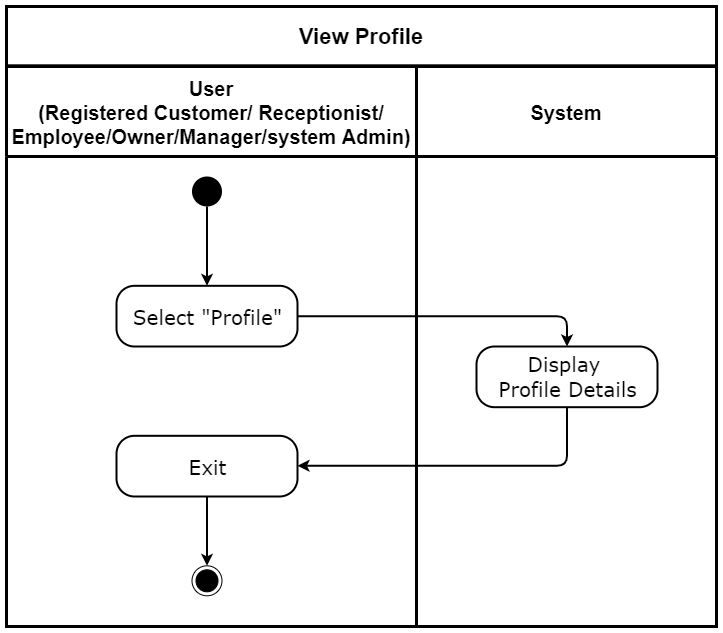 View Profile
User
(Registered Customer/ Receptionist/
Employee/Owner/Manager/system Admin)
System
Select "Profile"
Display
Profile Details
Exit